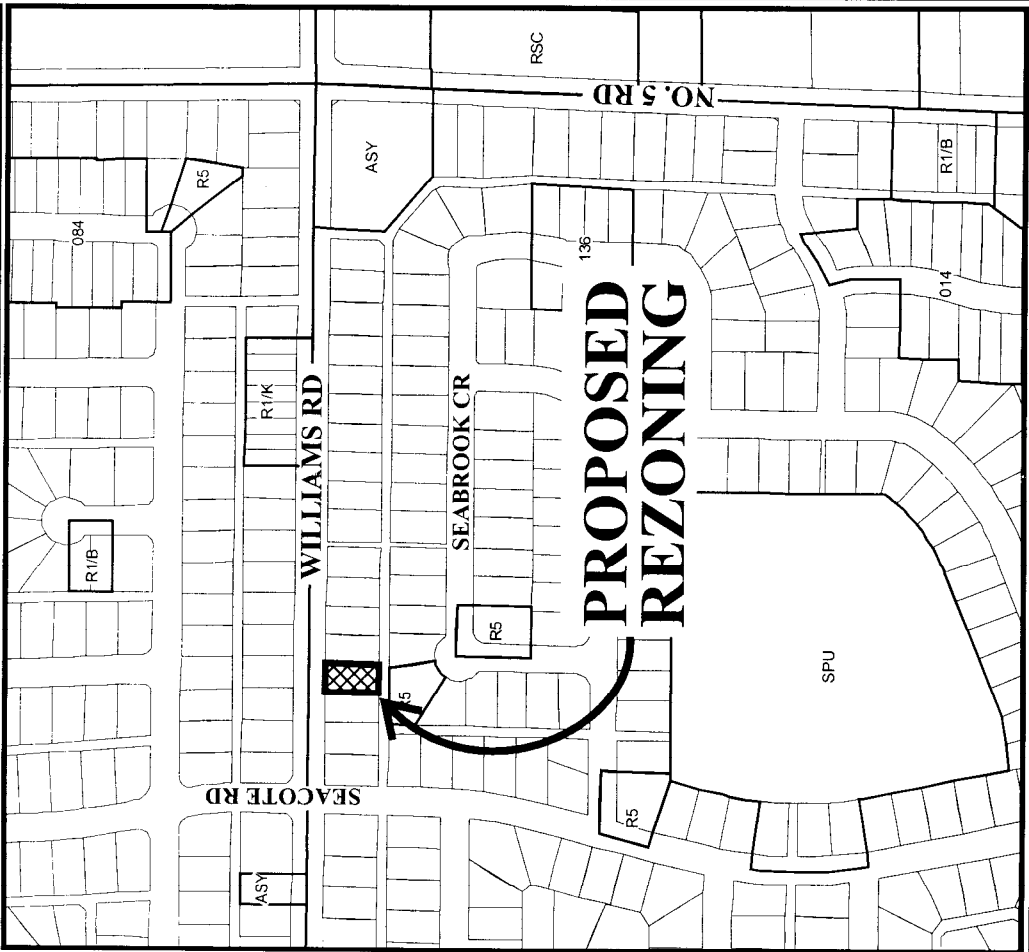 RSC
NO. 5 RD
ASY
R5
084
R1/B
136
014
R1/K
WILLIAMS RD
SEABROOK CR
PROPOSED
REZONING
R1/B
R5
R5
SPU
SEACOTE RD
R5
ASY